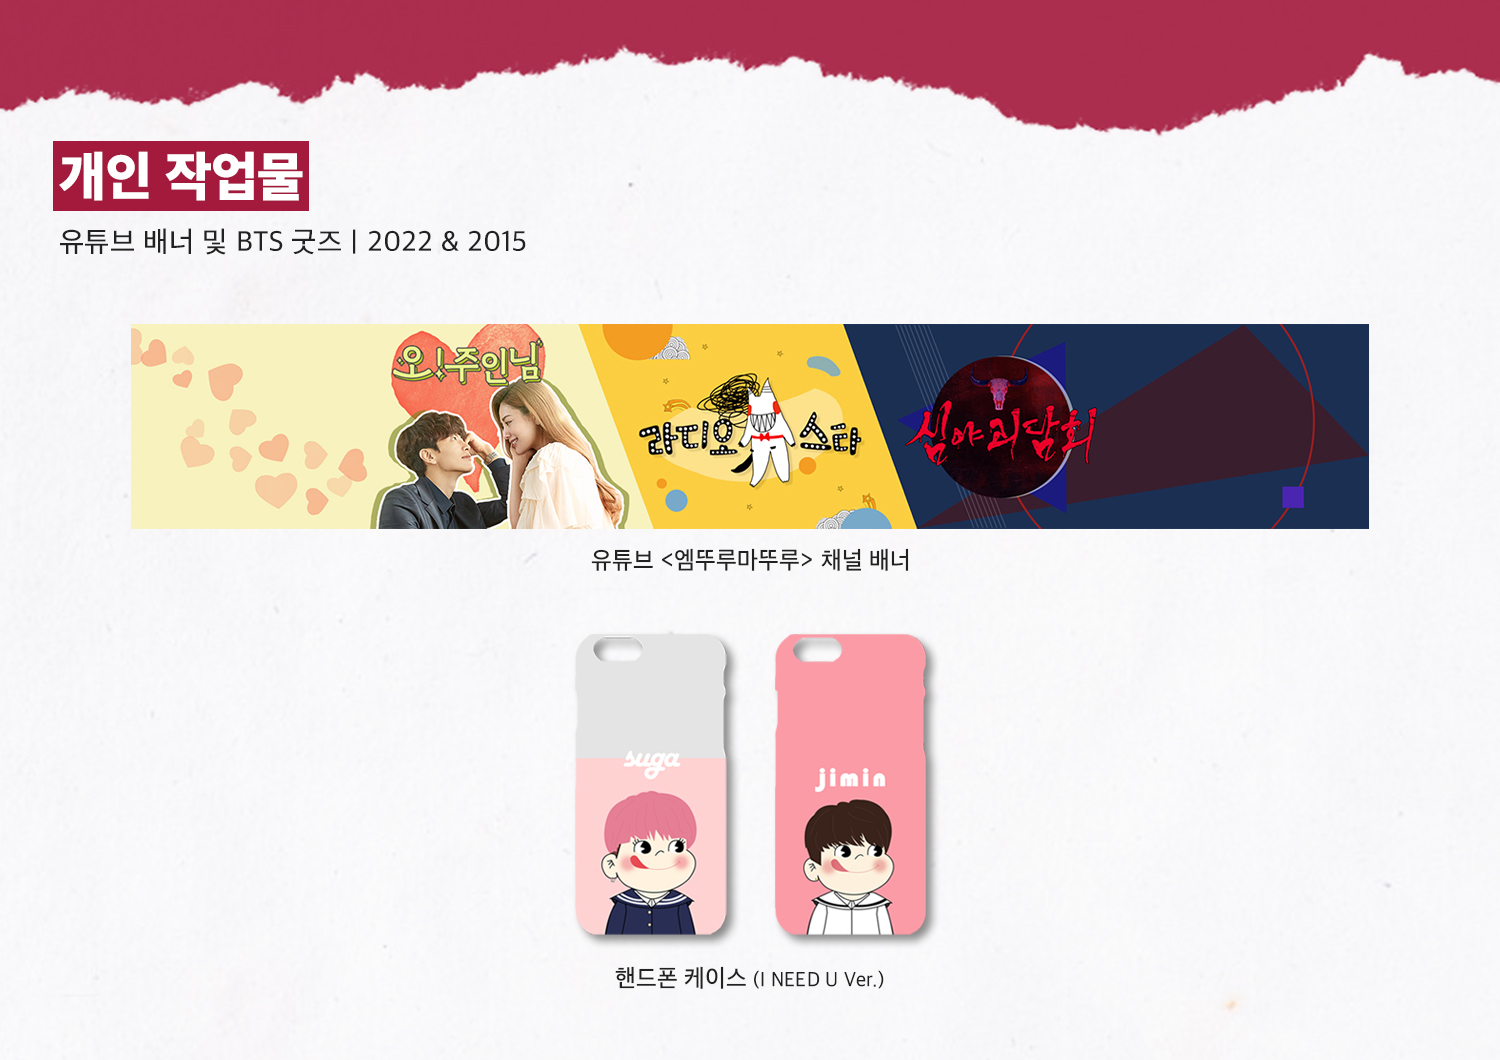 개인 작업물
유튜브 배너 및 BTS 굿즈 | 2022 & 2015
오!주인님
라디오스타
심야괴담회
유튜브 <엠뚜루마뚜루> 채널 배너
suga
jimin
핸드폰 케이스 (I NEED U Ver.)